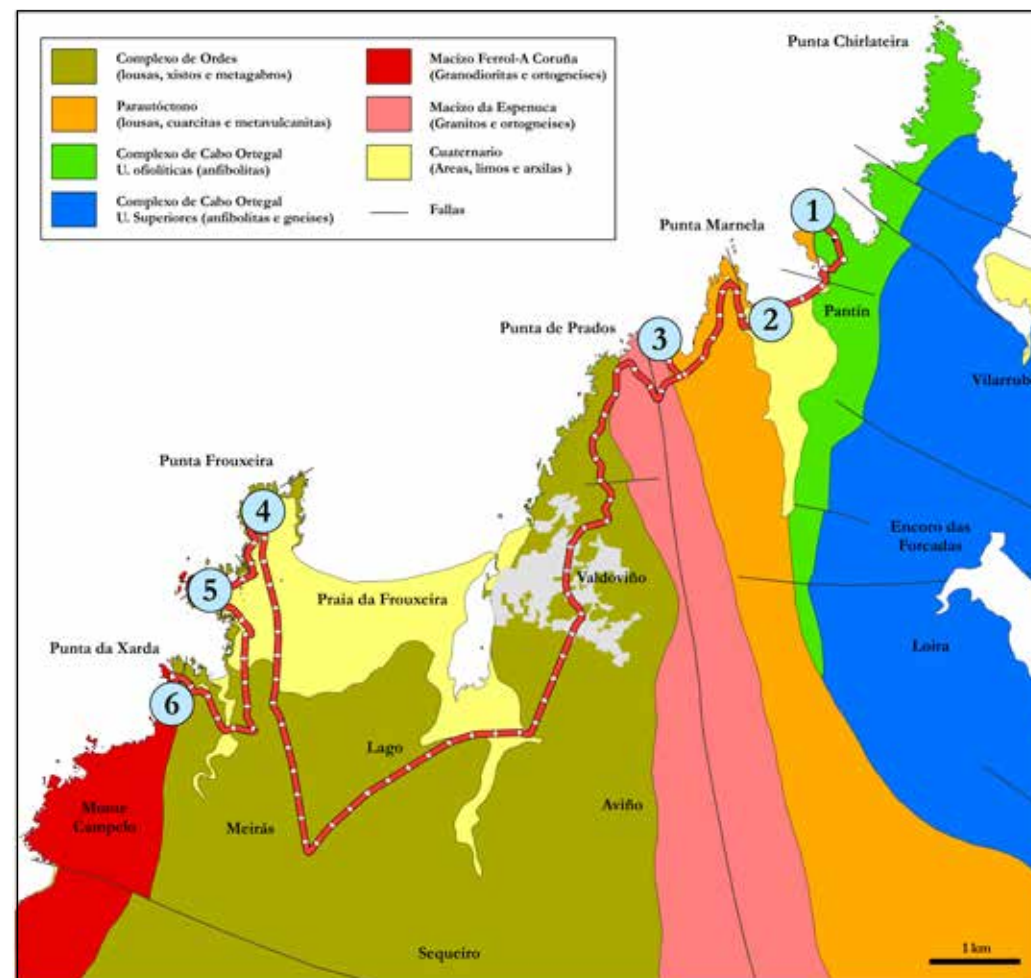 Complexo de Ordes
(lousas, xistos e metagabros)
Parautóctono
(lousas, cuarcitas e metavulcanitas)
Complexo de Cabo Ortegal
U. ofiolíticas (anfibolitas)
Complexo de Cabo Ortegal
U. Superiores (anfibolitas e gneises)
Macizo Ferrol-A Coruña
(Granodioritas e ortogneises)
Macizo da Espenuca
(Granitos e ortogneises)
Cuaternario
(Areas, limos e arxilas )
Fallas
Punta Chirlateira
1
Punta Marnela
2
Pantín
Punta de Prados
3
Vilarrube
Punta Frouxeira
4
Encoro das
Forcadas
5
Praia da Frouxeira
Valdoviño
Punta da Xarda
Loira
6
Lago
Monte
Campelo
Meirás
Aviño
Sequeiro
1 km